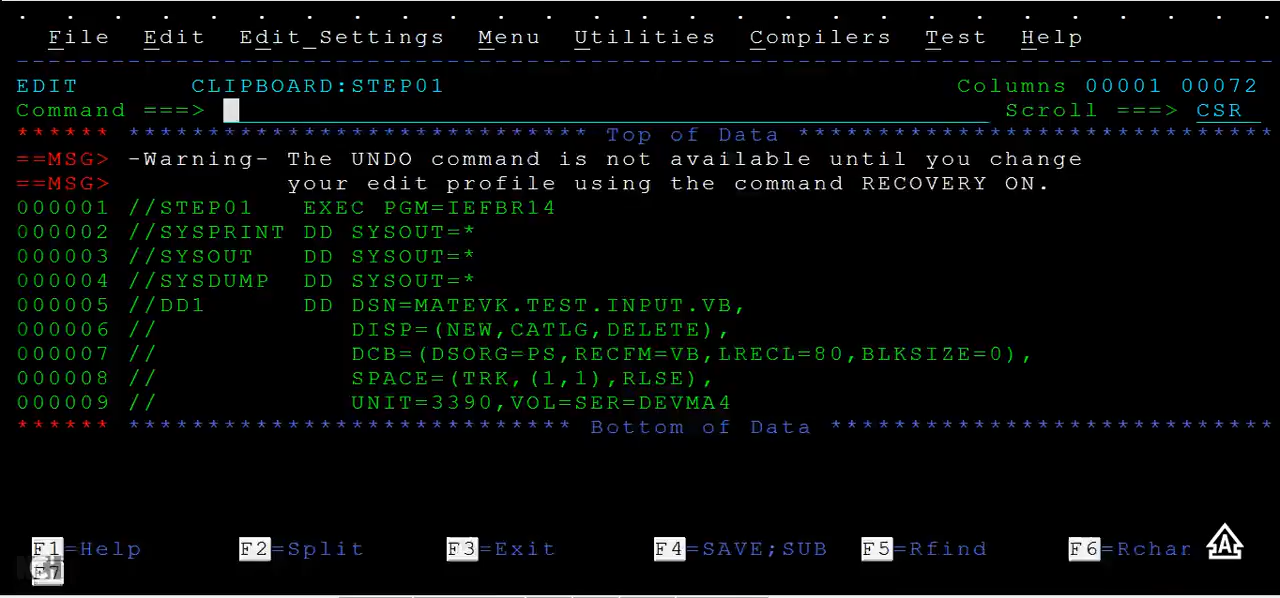 File  Edit  Edit_Settings  Menu  Utilities  Compilers  Test  Help
EDIT       CLIPBOARD:STEP01                                Columns 00001 00072
Command ===>                                                  Scroll ===> CSR
****** ***************************** Top of Data ******************************
==MSG> -Warning- The UNDO command is not available until you change
==MSG>           your edit profile using the command RECOVERY ON.
000001 //STEP01   EXEC PGM=IEFBR14
000002 //SYSPRINT DD SYSOUT=*
000003 //SYSOUT   DD SYSOUT=*
000004 //SYSDUMP  DD SYSOUT=*
000005 //DD1      DD DSN=MATEVK.TEST.INPUT.VB,
000006 //            DISP=(NEW,CATLG,DELETE),
000007 //            DCB=(DSORG=PS,RECFM=VB,LRECL=80,BLKSIZE=0),
000008 //            SPACE=(TRK,(1,1),RLSE),
000009 //            UNIT=3390,VOL=SER=DEVMA4
****** **************************** Bottom of Data ****************************
F1=Help      F2=Split     F3=Exit      F4=SAVE;SUB  F5=Rfind     F6=Rchan
F7